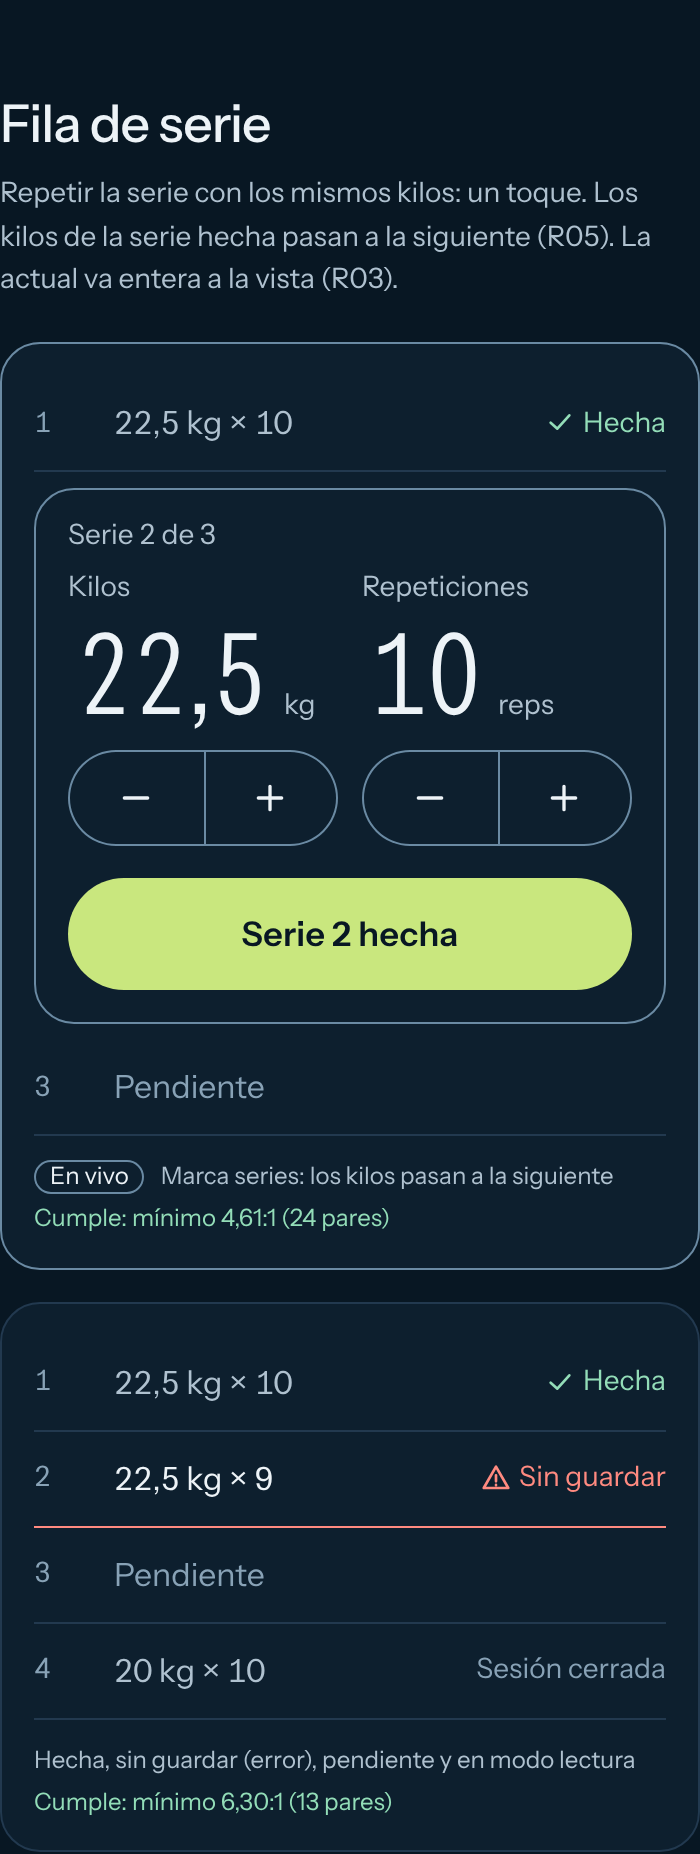 Fila de serie
Repetir la serie con los mismos kilos: un toque. Los
kilos de la serie hecha pasan a la siguiente (R05). La
actual va entera a la vista (R03).
1 22,5 kg × 10 Hecha
Serie 2 de 3
Kilos Repeticiones
22,5 kg 10 reps
− + − +
Serie 2 hecha
3 Pendiente
En vivo Marca series: los kilos pasan a la siguiente
Cumple: mínimo 4,61:1 (24 pares)
1 22,5 kg × 10 Hecha
2 22,5 kg × 9 Sin guardar
3 Pendiente
4 20 kg × 10 Sesión cerrada
Hecha, sin guardar (error), pendiente y en modo lectura
Cumple: mínimo 6,30:1 (13 pares)